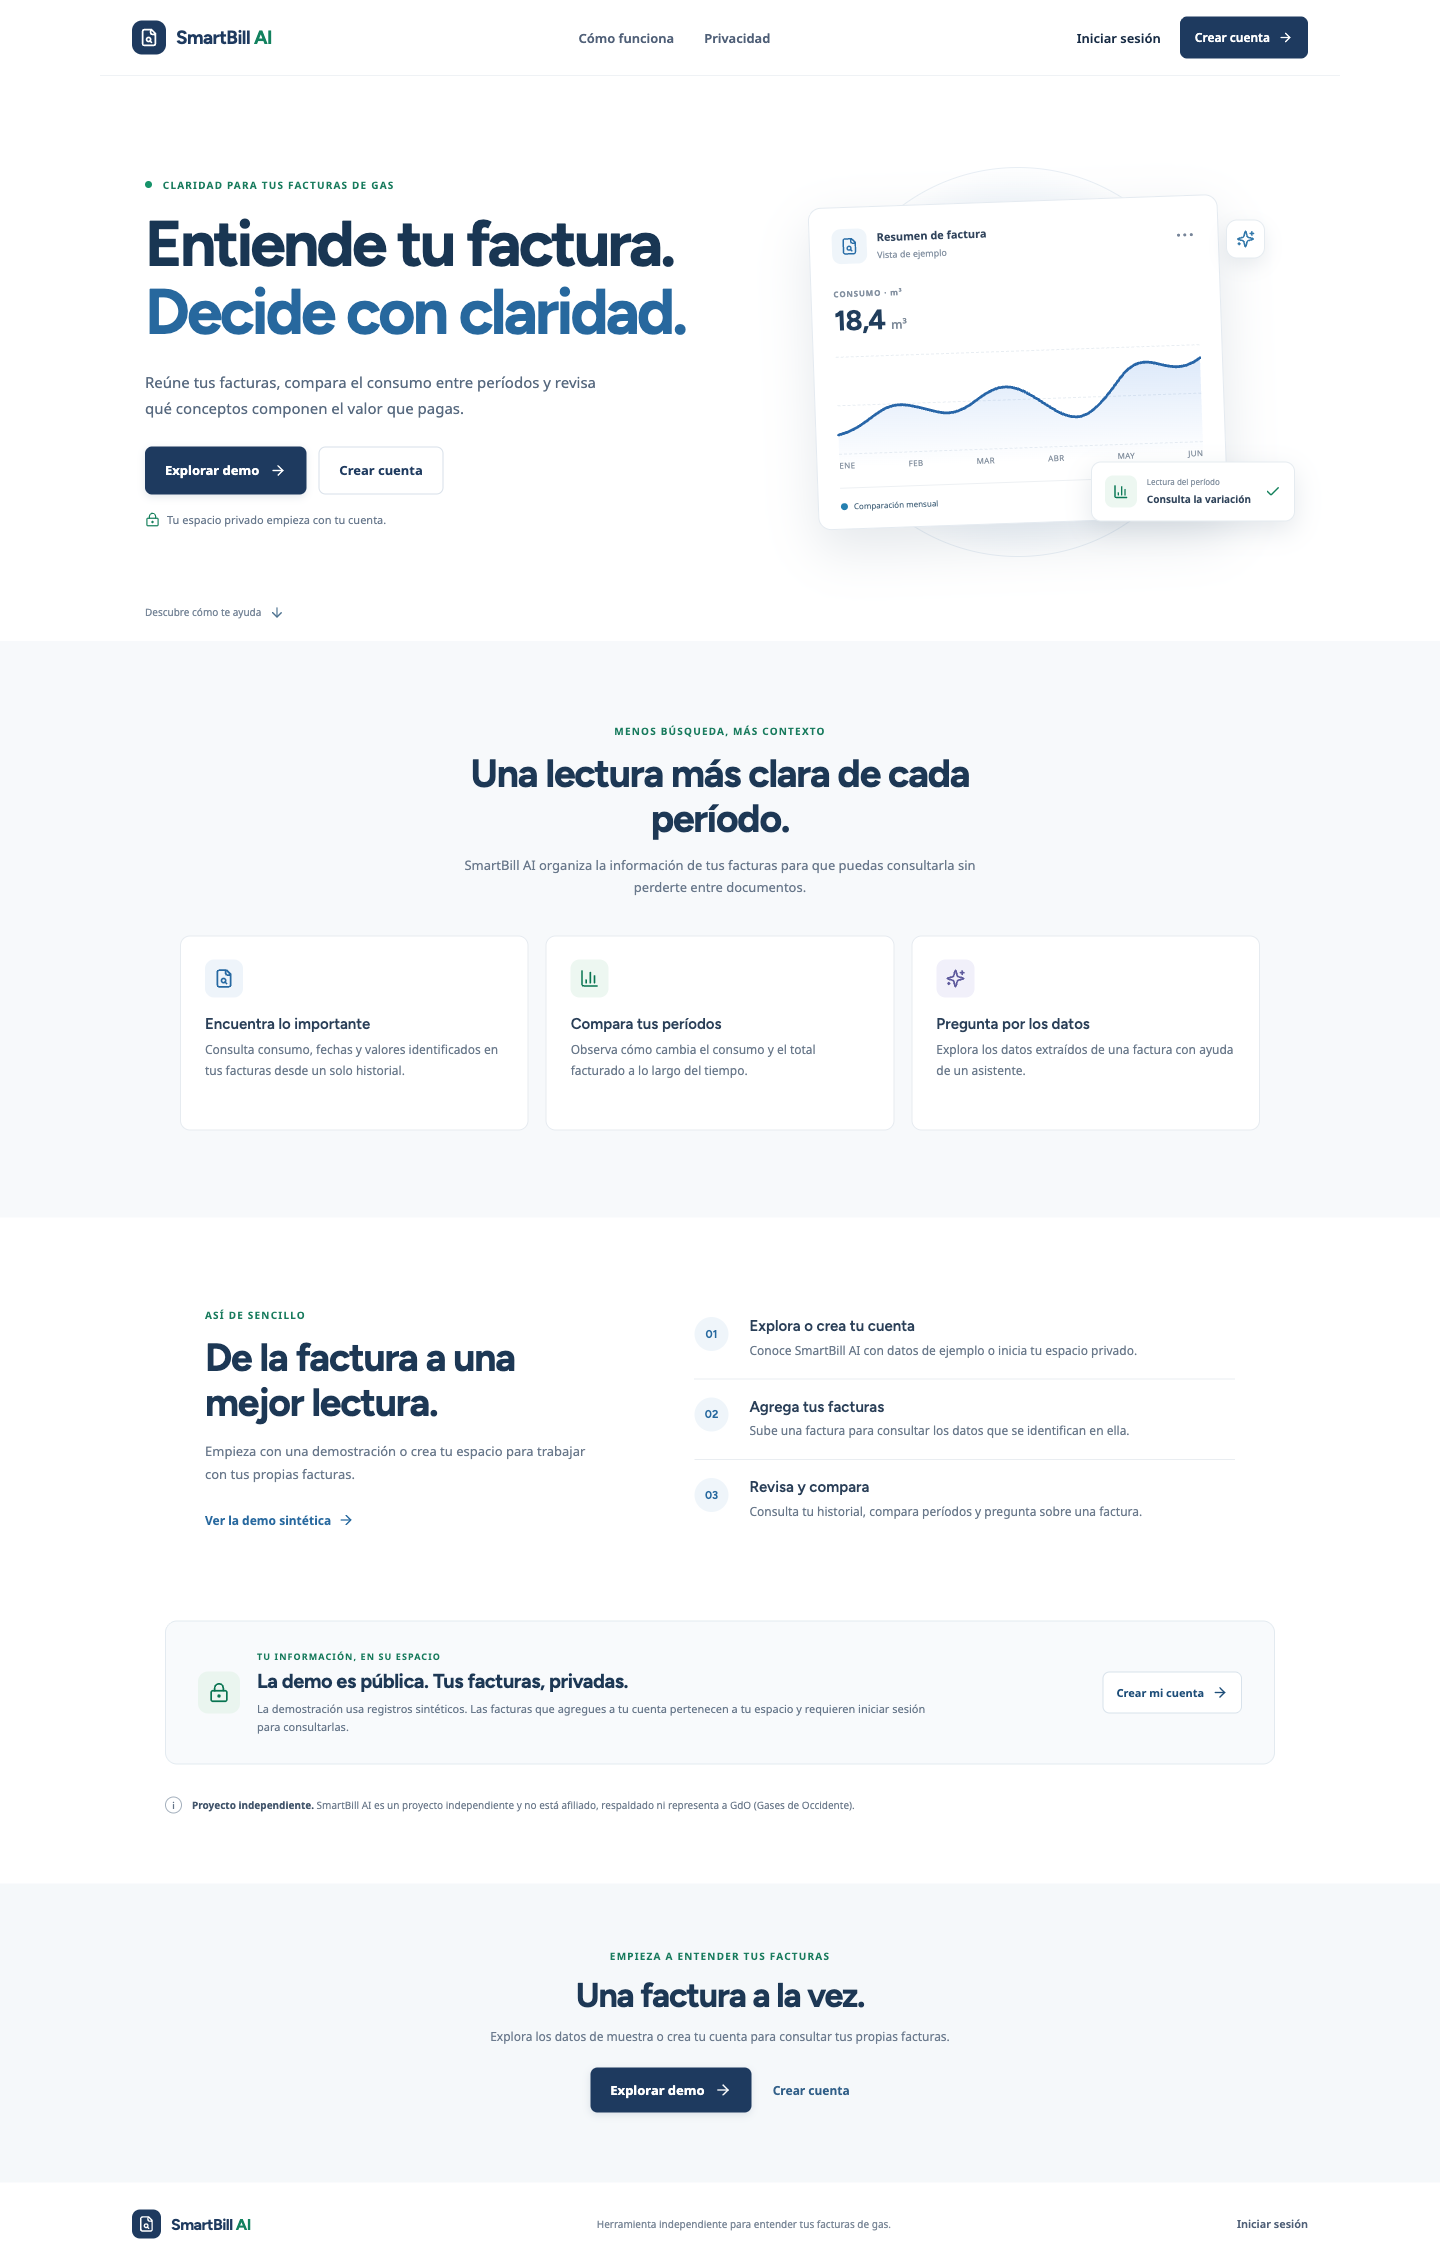 SmartBill AI
Cómo funciona
Privacidad
Iniciar sesión
Crear cuenta
CLARIDAD PARA TUS FACTURAS DE GAS
Entiende tu factura.
Decide con claridad.
Reúne tus facturas, compara el consumo entre períodos y revisa
qué conceptos componen el valor que pagas.
Explorar demo
Crear cuenta
Tu espacio privado empieza con tu cuenta.
Descubre cómo te ayuda
Resumen de factura
Vista de ejemplo
CONSUMO · m³
18,4 m³
ENE FEB MAR ABR MAY JUN
Comparación mensual
Lectura del período
Consulta la variación
MENOS BÚSQUEDA, MÁS CONTEXTO
Una lectura más clara de cada
período.
SmartBill AI organiza la información de tus facturas para que puedas consultarla sin
perderte entre documentos.
Encuentra lo importante
Consulta consumo, fechas y valores identificados en
tus facturas desde un solo historial.
Compara tus períodos
Observa cómo cambia el consumo y el total
facturado a lo largo del tiempo.
Pregunta por los datos
Explora los datos extraídos de una factura con ayuda
de un asistente.
ASÍ DE SENCILLO
De la factura a una
mejor lectura.
Empieza con una demostración o crea tu espacio para trabajar
con tus propias facturas.
Ver la demo sintética
01
Explora o crea tu cuenta
Conoce SmartBill AI con datos de ejemplo o inicia tu espacio privado.
02
Agrega tus facturas
Sube una factura para consultar los datos que se identifican en ella.
03
Revisa y compara
Consulta tu historial, compara períodos y pregunta sobre una factura.
TU INFORMACIÓN, EN SU ESPACIO
La demo es pública. Tus facturas, privadas.
La demostración usa registros sintéticos. Las facturas que agregues a tu cuenta pertenecen a tu espacio y requieren iniciar sesión
para consultarlas.
Crear mi cuenta
Proyecto independiente. SmartBill AI es un proyecto independiente y no está afiliado, respaldado ni representa a GdO (Gases de Occidente).
EMPIEZA A ENTENDER TUS FACTURAS
Una factura a la vez.
Explora los datos de muestra o crea tu cuenta para consultar tus propias facturas.
Explorar demo
Crear cuenta
SmartBill AI
Herramienta independiente para entender tus facturas de gas.
Iniciar sesión